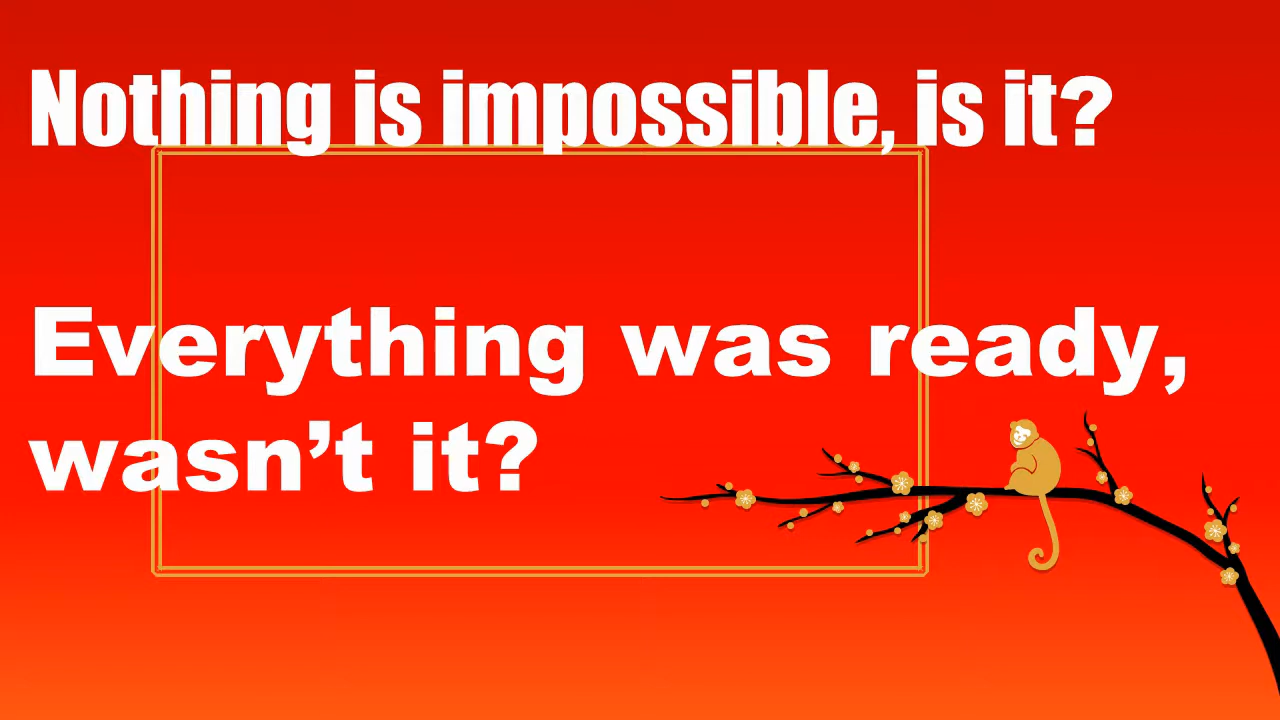 Nothing is impossible, is it?
Everything was ready,
wasn’t it?